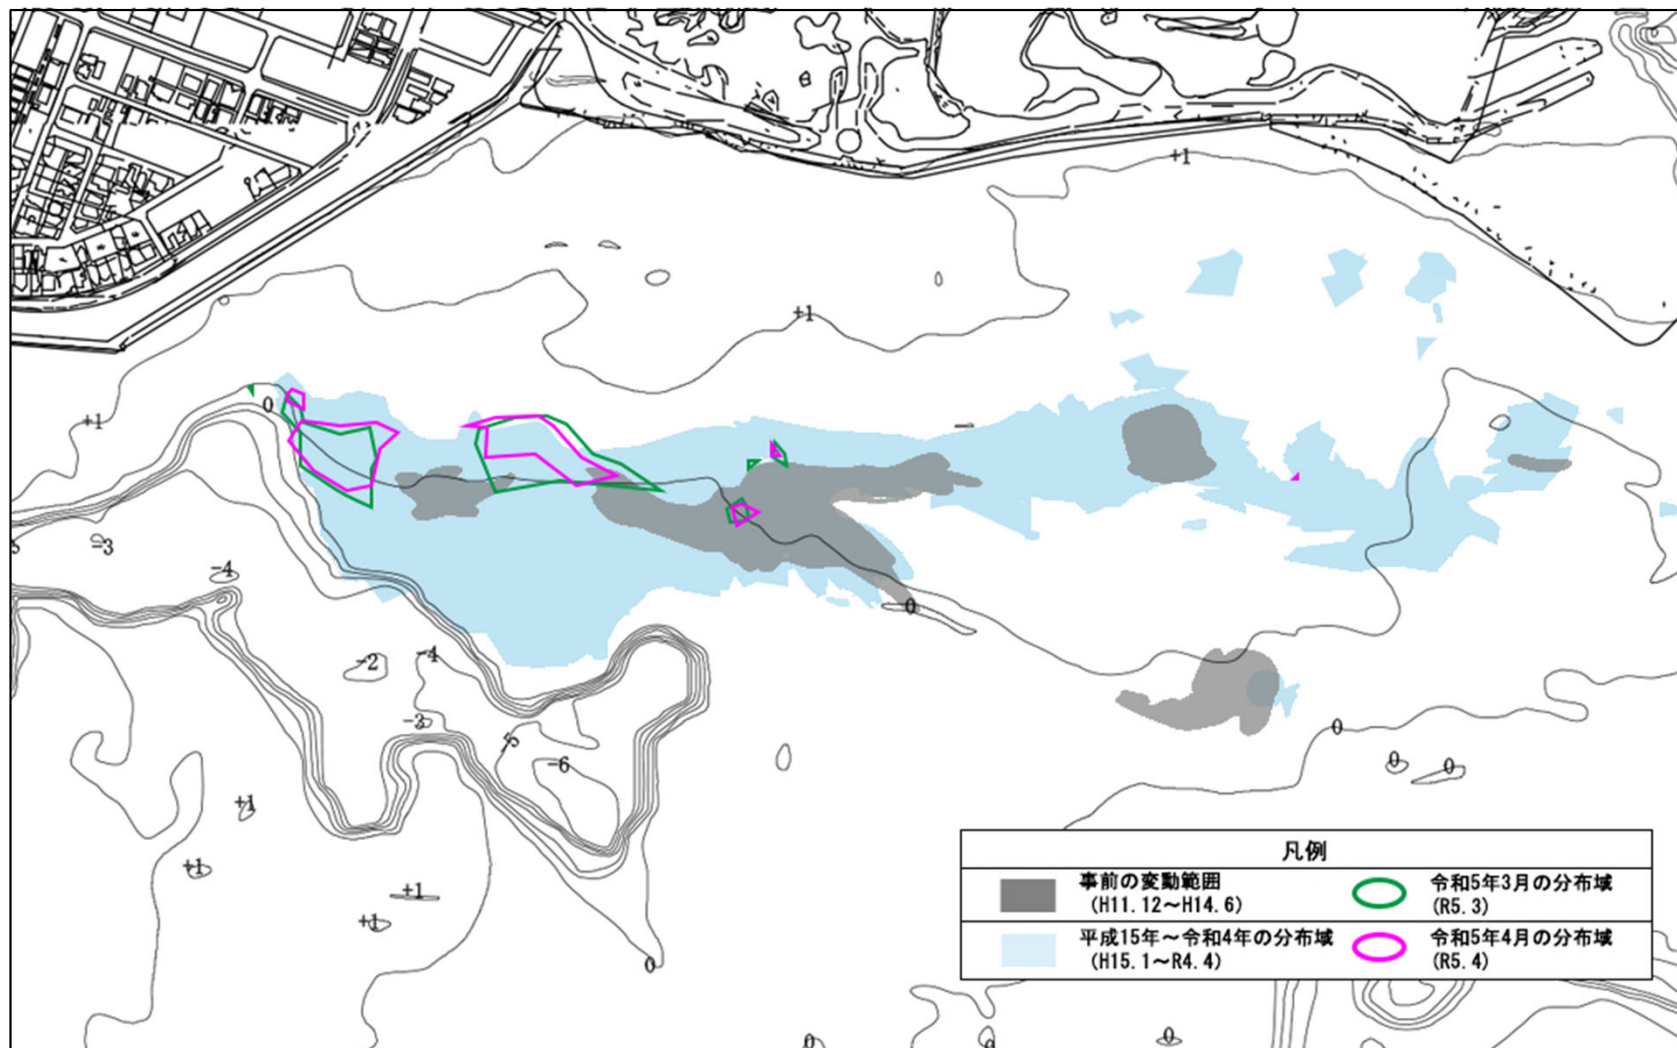 +1
+1
0
+1
-3
-4
0
-2
-4
-3
-5
-6
0
0
0
+1
+1
+1
+1
0
0
0
凡例
事前の変動範囲
(H11.12～H14.6)
令和5年3月の分布域
(R5.3)
平成15年～令和4年の分布域
(H15.1～R4.4)
令和5年4月の分布域
(R5.4)